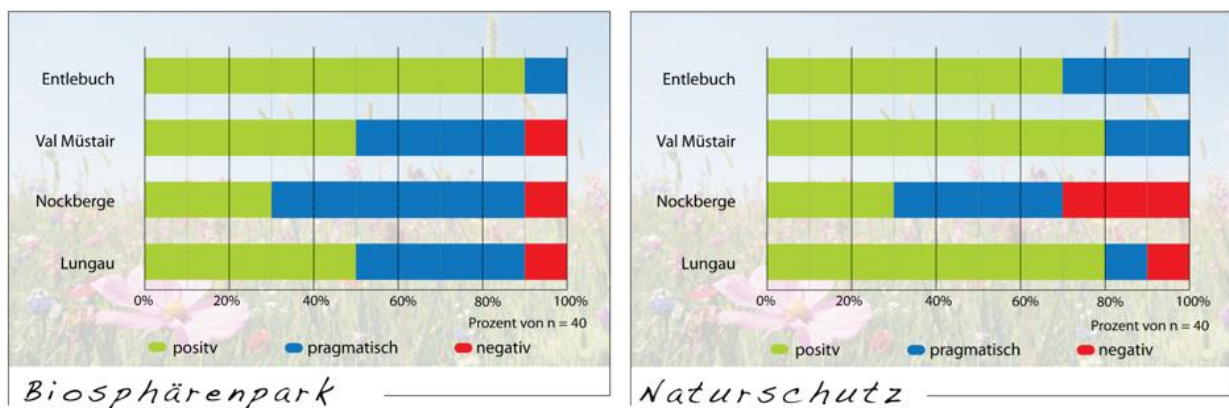 Entlebuch
Val Müstair
Nockberge
Lungau
0% 20% 40% 60% 80% 100%
Prozent von n = 40
positv pragmatisch negativ
Biosphärenpark
Entlebuch
Val Müstair
Nockberge
Lungau
0% 20% 40% 60% 80% 100%
Prozent von n = 40
positv pragmatisch negativ
Naturschutz